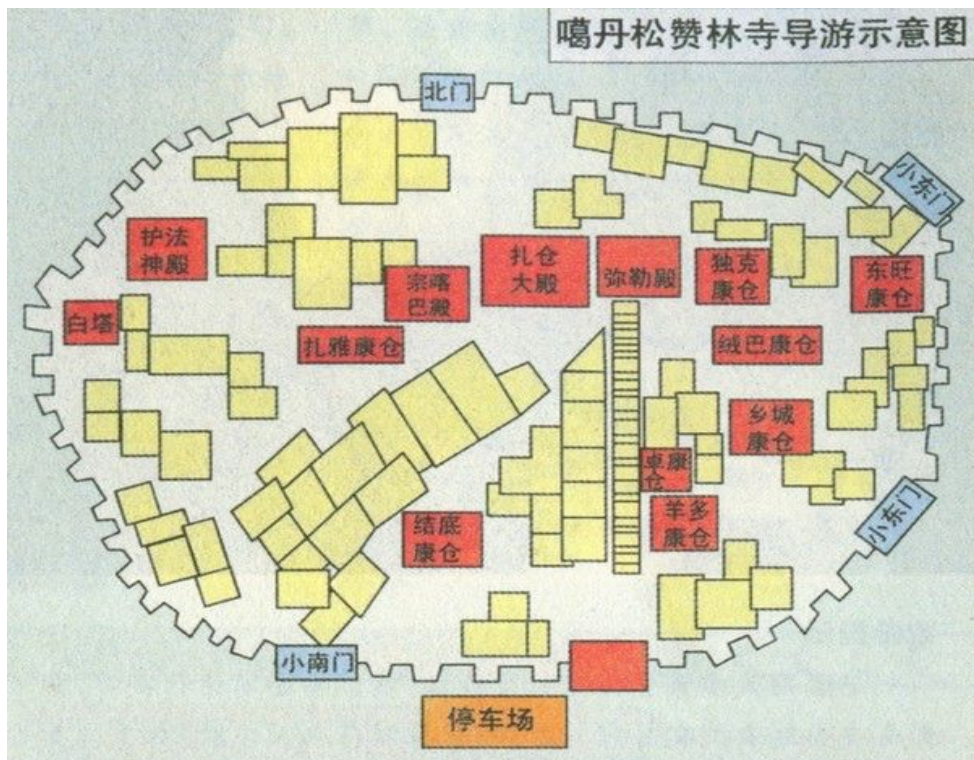 噶丹松赞林寺导游示意图
北门
小东门
护法
神殿
扎仓
大殿
弥勒殿
独克
康仓
东旺
康仓
宗喀
巴殿
白塔
扎雅康仓
绒巴康仓
乡城
康仓
卓康
仓
羊多
康仓
结底
康仓
小东门
小南门
停车场